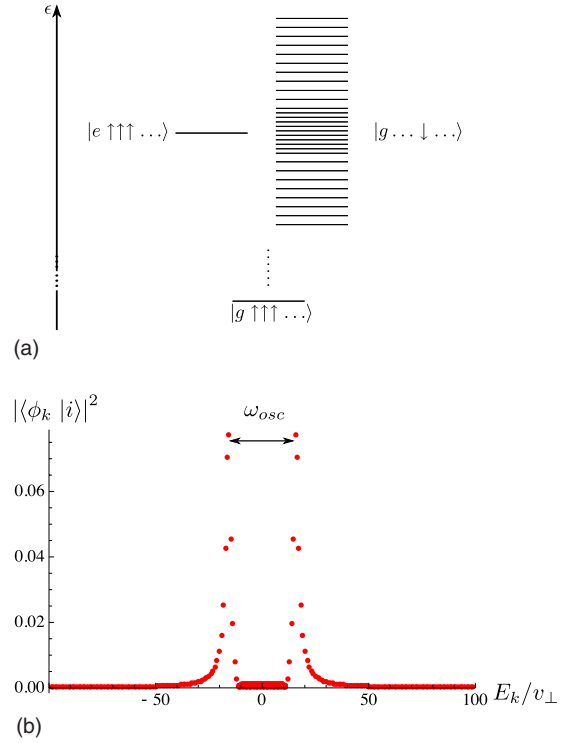 ϵ
|e ↑↑↑ ...⟩
|g ... ↓ ...⟩
|g ↑↑↑ ...⟩
(a)
|⟨ϕ_k |i⟩|²
ω_osc
0.06
0.04
0.02
0.00
- 50 0 50 100
E_k/v_⊥
(b)